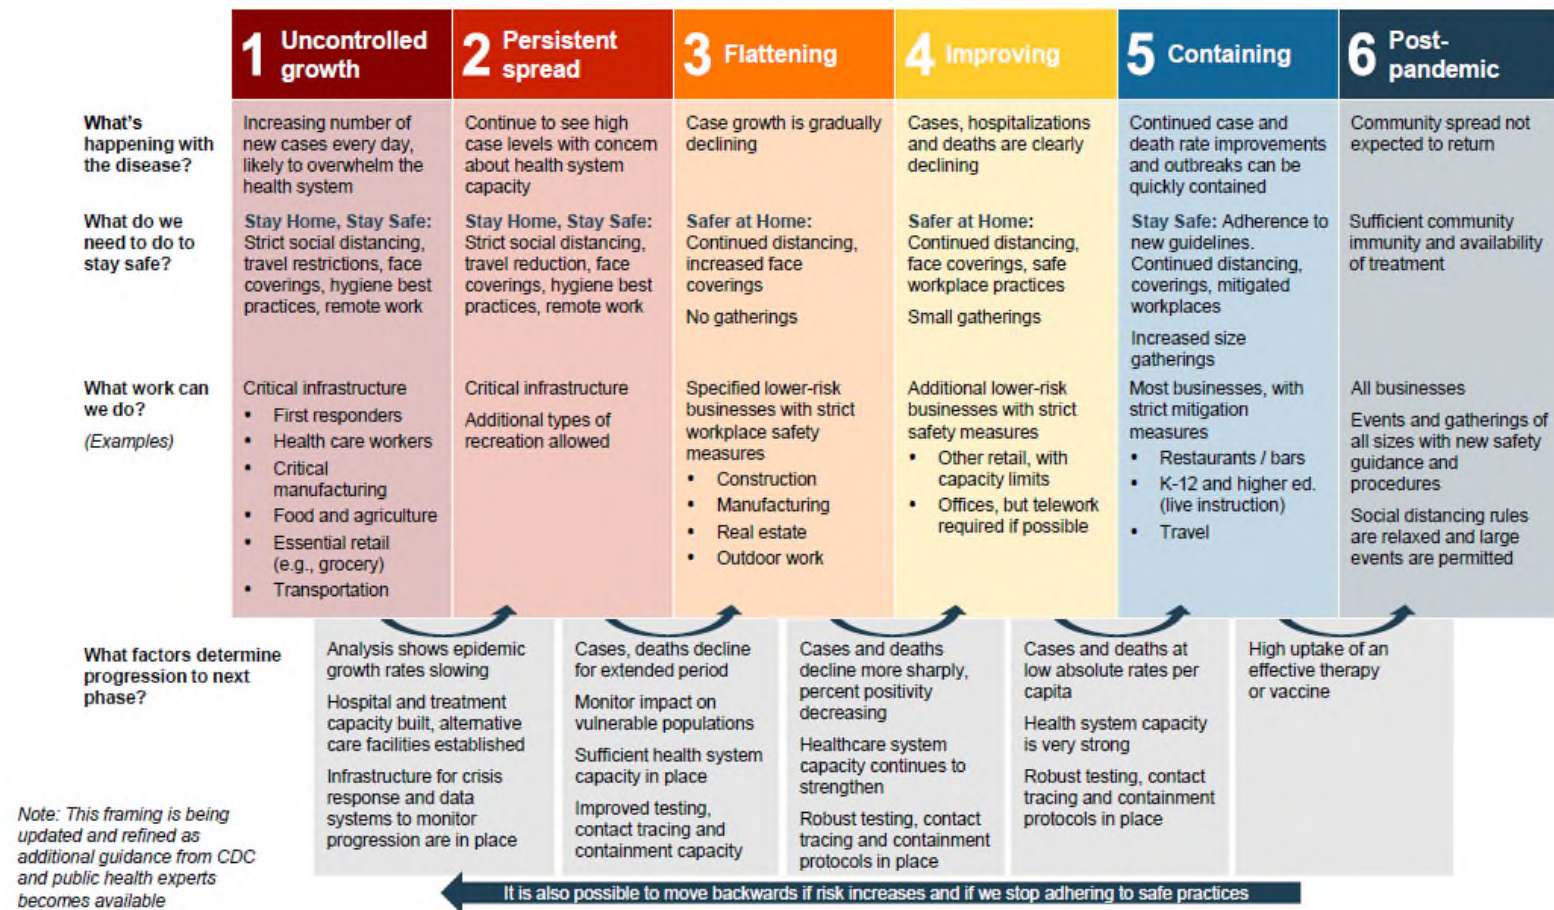 1 Uncontrolled
growth
2 Persistent
spread
3 Flattening
4 Improving
5 Containing
6 Post-
pandemic
What's
happening with
the disease?
Increasing number of
new cases every day,
likely to overwhelm the
health system
Continue to see high
case levels with concern
about health system
capacity
Case growth is gradually
declining
Cases, hospitalizations
and deaths are clearly
declining
Continued case and
death rate improvements
and outbreaks can be
quickly contained
Community spread not
expected to return
What do we
need to do to
stay safe?
Stay Home, Stay Safe:
Strict social distancing,
travel restrictions, face
coverings, hygiene best
practices, remote work
Stay Home, Stay Safe:
Strict social distancing,
travel reduction, face
coverings, hygiene best
practices, remote work
Safer at Home:
Continued distancing,
increased face
coverings
No gatherings
Safer at Home:
Continued distancing,
face coverings, safe
workplace practices
Small gatherings
Stay Safe: Adherence to
new guidelines.
Continued distancing,
coverings, mitigated
workplaces
Increased size
gatherings
Sufficient community
immunity and availability
of treatment
What work can
we do?
(Examples)
Critical infrastructure
• First responders
• Health care workers
• Critical
manufacturing
• Food and agriculture
• Essential retail
(e.g., grocery)
• Transportation
Critical infrastructure
Additional types of
recreation allowed
Specified lower-risk
businesses with strict
workplace safety
measures
• Construction
• Manufacturing
• Real estate
• Outdoor work
Additional lower-risk
businesses with strict
safety measures
• Other retail, with
capacity limits
• Offices, but telework
required if possible
Most businesses, with
strict mitigation
measures
• Restaurants / bars
• K-12 and higher ed.
(live instruction)
• Travel
All businesses
Events and gatherings of
all sizes with new safety
guidance and
procedures
Social distancing rules
are relaxed and large
events are permitted
What factors determine
progression to next
phase?
Analysis shows epidemic
growth rates slowing
Hospital and treatment
capacity built, alternative
care facilities established
Infrastructure for crisis
response and data
systems to monitor
progression are in place
Cases, deaths decline
for extended period
Monitor impact on
vulnerable populations
Sufficient health system
capacity in place
Improved testing,
contact tracing and
containment capacity
Cases and deaths
decline more sharply,
percent positivity
decreasing
Healthcare system
capacity continues to
strengthen
Robust testing, contact
tracing and containment
protocols in place
Cases and deaths at
low absolute rates per
capita
Health system capacity
is very strong
Robust testing, contact
tracing and containment
protocols in place
High uptake of an
effective therapy
or vaccine
Note: This framing is being
updated and refined as
additional guidance from CDC
and public health experts
becomes available
It is also possible to move backwards if risk increases and if we stop adhering to safe practices